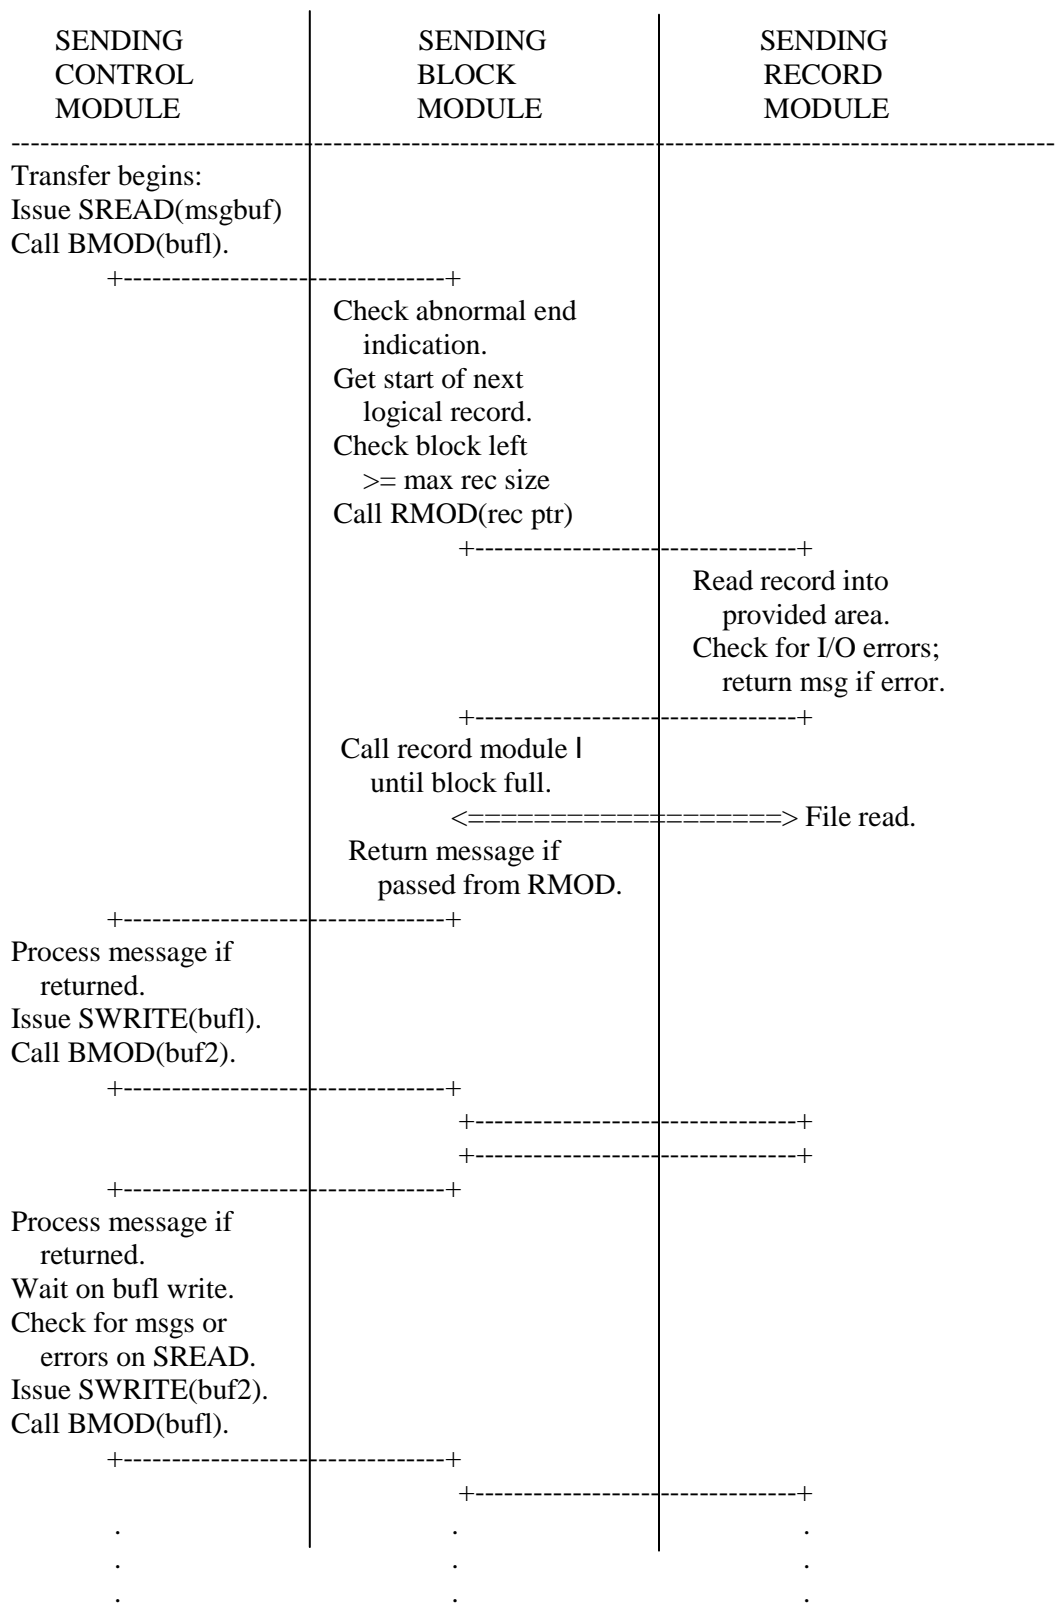 SENDING SENDING SENDING
CONTROL BLOCK RECORD
MODULE MODULE MODULE
-----------------------------------------------------------------------------------------------------------
Transfer begins:
Issue SREAD(msgbuf)
Call BMOD(bufl).
+---------------------------------+
Check abnormal end
indication.
Get start of next
logical record.
Check block left
>= max rec size
Call RMOD(rec ptr)
+---------------------------------+
Read record into
provided area.
Check for I/O errors;
return msg if error.
+---------------------------------+
Call record module l
until block full.
<===================> File read.
Return message if
passed from RMOD.
+---------------------------------+
Process message if
returned.
Issue SWRITE(bufl).
Call BMOD(buf2).
+---------------------------------+
+---------------------------------+
+---------------------------------+
+---------------------------------+
Process message if
returned.
Wait on bufl write.
Check for msgs or
errors on SREAD.
Issue SWRITE(buf2).
Call BMOD(bufl).
+---------------------------------+
+---------------------------------+
. . .
. . .
. . .